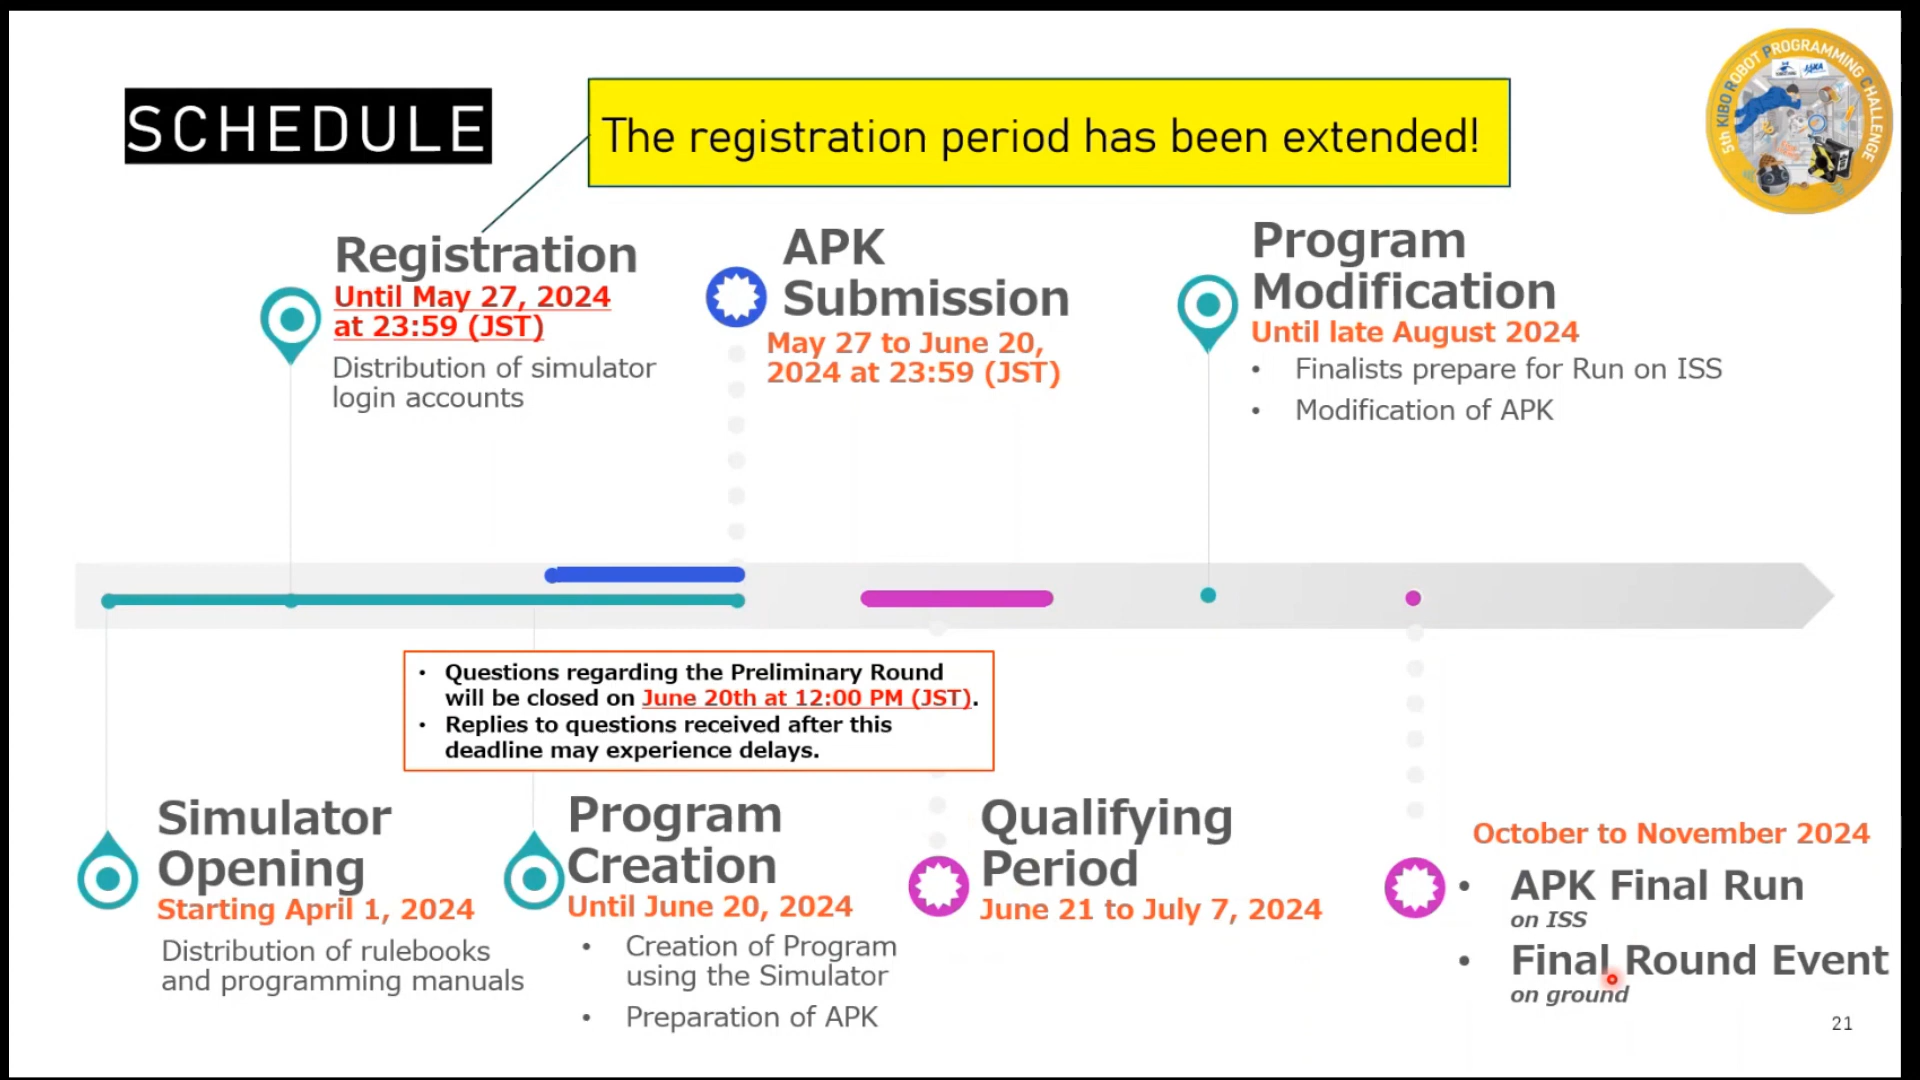 SCHEDULE
The registration period has been extended!
5th KIBO ROBOT PROGRAMMING CHALLENGE
Registration
Until May 27, 2024
at 23:59 (JST)
Distribution of simulator
login accounts
APK
Submission
May 27 to June 20,
2024 at 23:59 (JST)
Program
Modification
Until late August 2024
• Finalists prepare for Run on ISS
• Modification of APK
• Questions regarding the Preliminary Round
will be closed on June 20th at 12:00 PM (JST).
• Replies to questions received after this
deadline may experience delays.
Simulator
Opening
Starting April 1, 2024
Distribution of rulebooks
and programming manuals
Program
Creation
Until June 20, 2024
• Creation of Program
using the Simulator
• Preparation of APK
Qualifying
Period
June 21 to July 7, 2024
October to November 2024
• APK Final Run
on ISS
• Final Round Event
on ground
21